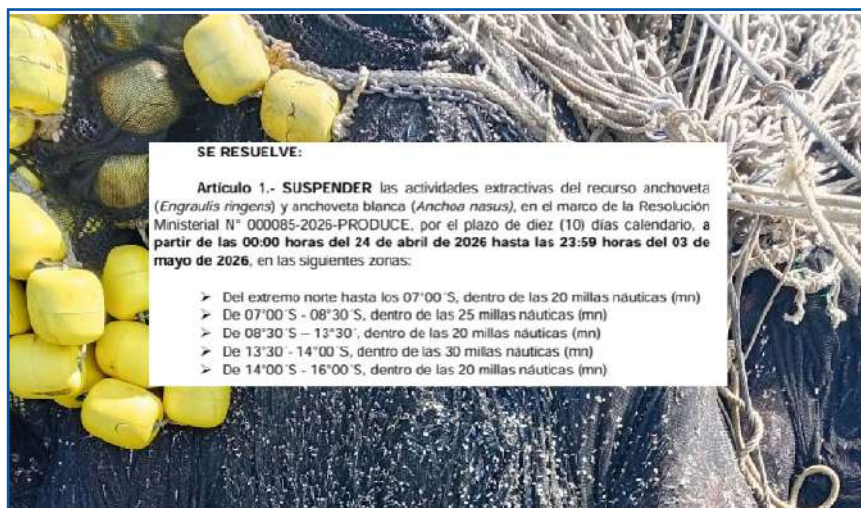 SE RESUELVE:
Artículo 1.- SUSPENDER las actividades extractivas del recurso anchoveta
(Engraulis ringens) y anchoveta blanca (Anchoa nasus), en el marco de la Resolución
Ministerial N° 000085-2026-PRODUCE, por el plazo de diez (10) días calendario, a
partir de las 00:00 horas del 24 de abril de 2026 hasta las 23:59 horas del 03 de
mayo de 2026, en las siguientes zonas:
➢ Del extremo norte hasta los 07°00´S, dentro de las 20 millas náuticas (mn)
➢ De 07°00´S - 08°30´S, dentro de las 25 millas náuticas (mn)
➢ De 08°30´S – 13°30´, dentro de las 20 millas náuticas (mn)
➢ De 13°30´- 14°00´S, dentro de las 30 millas náuticas (mn)
➢ De 14°00´S - 16°00´S, dentro de las 20 millas náuticas (mn)